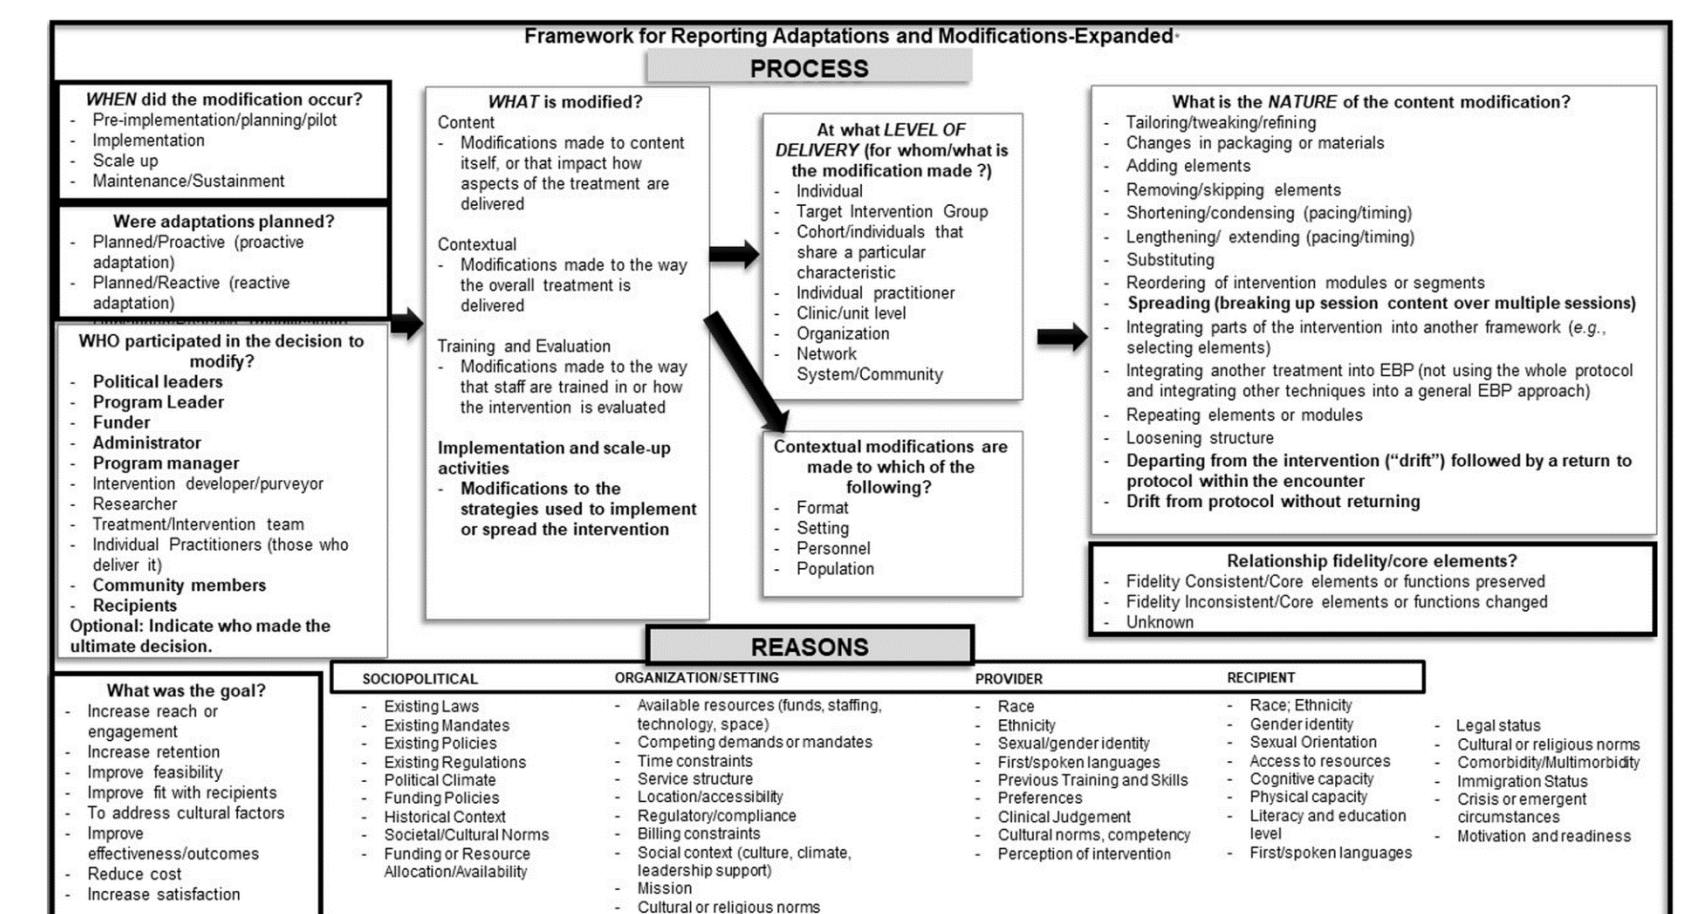 Framework for Reporting Adaptations and Modifications-Expanded*
PROCESS
WHEN did the modification occur?
- Pre-implementation/planning/pilot
- Implementation
- Scale up
- Maintenance/Sustainment
Were adaptations planned?
- Planned/Proactive (proactive
adaptation)
- Planned/Reactive (reactive
adaptation)
WHO participated in the decision to
modify?
- Political leaders
- Program Leader
- Funder
- Administrator
- Program manager
- Intervention developer/purveyor
- Researcher
- Treatment/Intervention team
- Individual Practitioners (those who
deliver it)
- Community members
- Recipients
Optional: Indicate who made the
ultimate decision.
WHAT is modified?
Content
- Modifications made to content
itself, or that impact how
aspects of the treatment are
delivered
Contextual
- Modifications made to the way
the overall treatment is
delivered
Training and Evaluation
- Modifications made to the way
that staff are trained in or how
the intervention is evaluated
Implementation and scale-up
activities
- Modifications to the
strategies used to implement
or spread the intervention
At what LEVEL OF
DELIVERY (for whom/what is
the modification made ?)
- Individual
- Target Intervention Group
- Cohort/individuals that
share a particular
characteristic
- Individual practitioner
- Clinic/unit level
- Organization
- Network
System/Community
Contextual modifications are
made to which of the
following?
- Format
- Setting
- Personnel
- Population
What is the NATURE of the content modification?
- Tailoring/tweaking/refining
- Changes in packaging or materials
- Adding elements
- Removing/skipping elements
- Shortening/condensing (pacing/timing)
- Lengthening/ extending (pacing/timing)
- Substituting
- Reordering of intervention modules or segments
- Spreading (breaking up session content over multiple sessions)
- Integrating parts of the intervention into another framework (e.g.,
selecting elements)
- Integrating another treatment into EBP (not using the whole protocol
and integrating other techniques into a general EBP approach)
- Repeating elements or modules
- Loosening structure
- Departing from the intervention (“drift”) followed by a return to
protocol within the encounter
- Drift from protocol without returning
Relationship fidelity/core elements?
- Fidelity Consistent/Core elements or functions preserved
- Fidelity Inconsistent/Core elements or functions changed
- Unknown
REASONS
What was the goal?
- Increase reach or
engagement
- Increase retention
- Improve feasibility
- Improve fit with recipients
- To address cultural factors
- Improve
effectiveness/outcomes
- Reduce cost
- Increase satisfaction
SOCIOPOLITICAL
- Existing Laws
- Existing Mandates
- Existing Policies
- Existing Regulations
- Political Climate
- Funding Policies
- Historical Context
- Societal/Cultural Norms
- Funding or Resource
Allocation/Availability
ORGANIZATION/SETTING
- Available resources (funds, staffing,
technology, space)
- Competing demands or mandates
- Time constraints
- Service structure
- Location/accessibility
- Regulatory/compliance
- Billing constraints
- Social context (culture, climate,
leadership support)
- Mission
- Cultural or religious norms
PROVIDER
- Race
- Ethnicity
- Sexual/gender identity
- First/spoken languages
- Previous Training and Skills
- Preferences
- Clinical Judgement
- Cultural norms, competency
- Perception of intervention
RECIPIENT
- Race; Ethnicity
- Gender identity
- Sexual Orientation
- Access to resources
- Cognitive capacity
- Physical capacity
- Literacy and education
level
- First/spoken languages
- Legal status
- Cultural or religious norms
- Comorbidity/Multimorbidity
- Immigration Status
- Crisis or emergent
circumstances
- Motivation and readiness